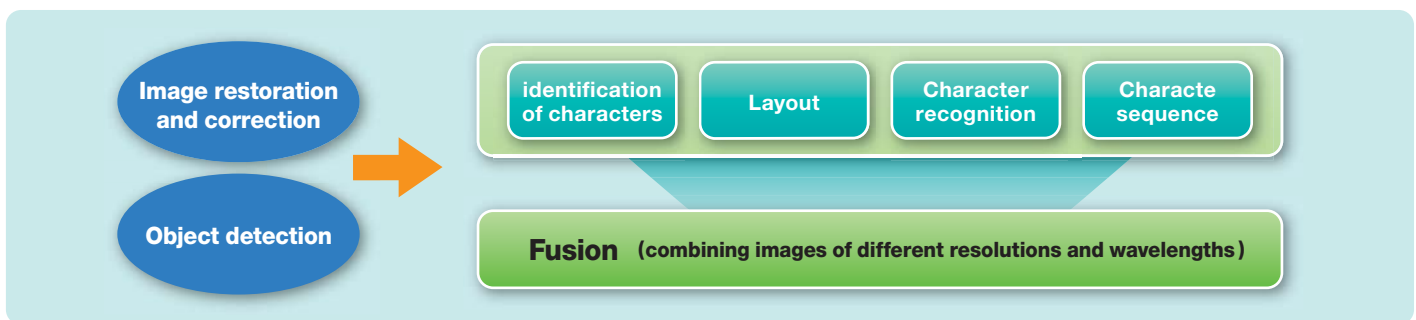 Image restoration
and correction
Object detection
identification
of characters
Layout
Character
recognition
Characte
sequence
Fusion (combining images of different resolutions and wavelengths)